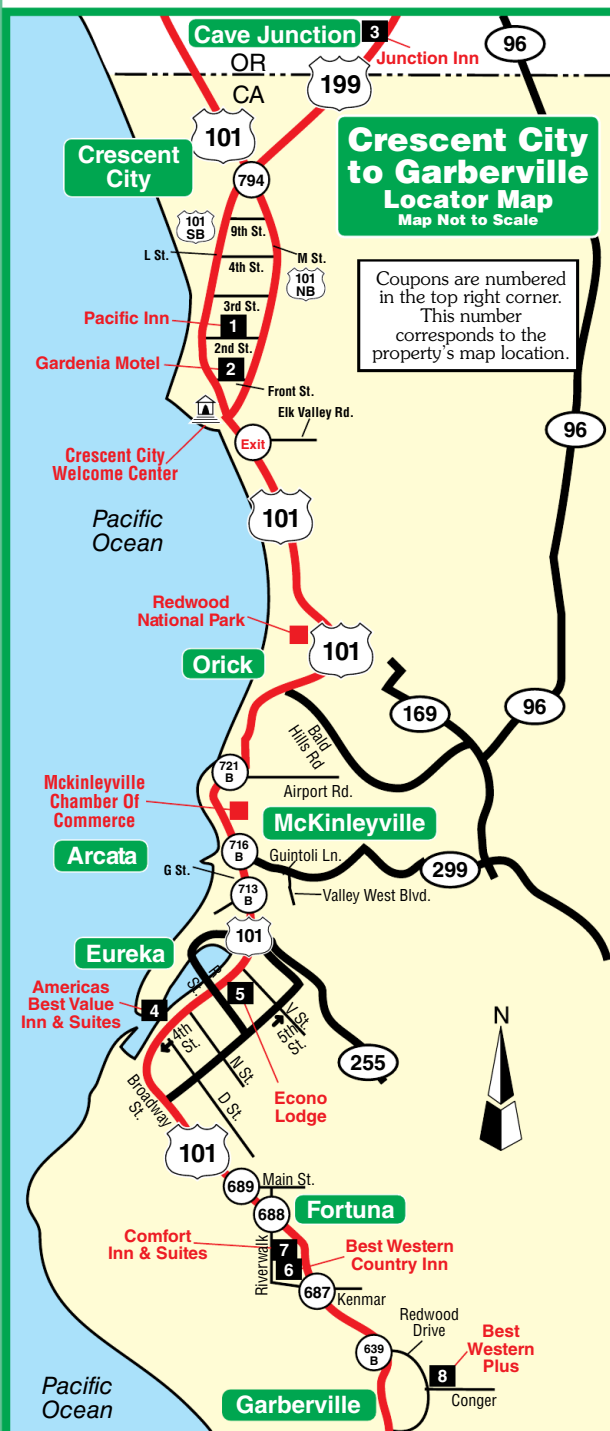 Cave Junction
3
Junction Inn
96
OR
CA
199
101
Crescent
City
Crescent City
to Garberville
Locator Map
Map Not to Scale
794
101
SB
9th St.
L St.
M St.
4th St.
101
NB
Coupons are numbered
in the top right corner.
This number
corresponds to the
property's map location.
3rd St.
Pacific Inn
1
2nd St.
Gardenia Motel
2
Front St.
Elk Valley Rd.
Exit
96
Crescent City
Welcome Center
101
Pacific
Ocean
Redwood
National Park
101
Orick
169
96
Bald
Hills Rd
721
B
Airport Rd.
Mckinleyville
Chamber Of
Commerce
McKinleyville
716
B
Arcata
Guintoli Ln.
299
G St.
713
B
Valley West Blvd.
101
Eureka
Americas
Best Value
Inn & Suites
4
R
St.
5
V St.
5th
St.
4th
St.
N St.
255
N
Econo
Lodge
Broadway
St.
D St.
101
689
Main St.
688
Fortuna
Comfort
Inn & Suites
7
6
Riverwalk
Best Western
Country Inn
687
Kenmar
Redwood
Drive
639
B
Best
Western
Plus
8
Conger
Pacific
Ocean
Garberville